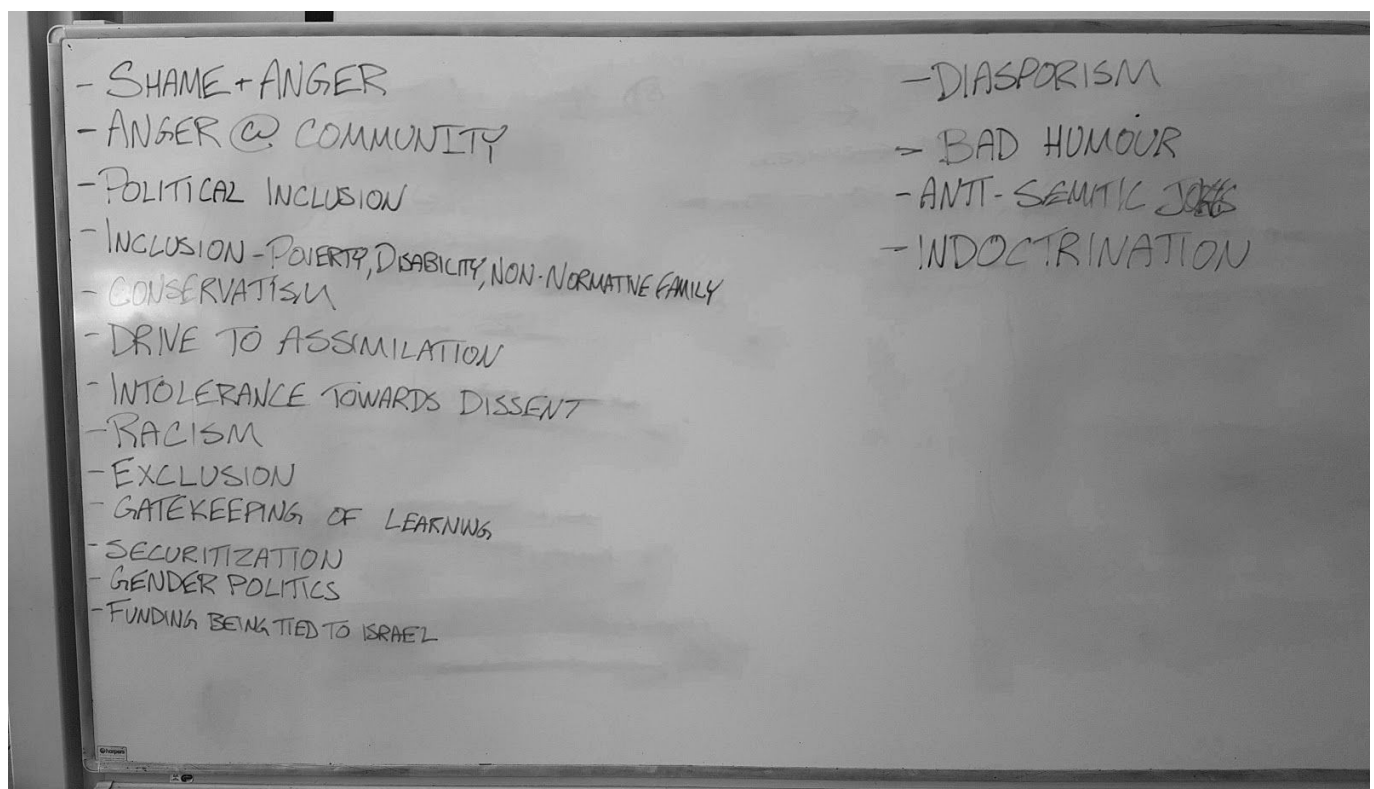 - SHAME + ANGER
- ANGER @ COMMUNITY
- POLITICAL INCLUSION
- INCLUSION - POVERTY, DISABILITY, NON-NORMATIVE FAMILY
- CONSERVATISM
- DRIVE TO ASSIMILATION
- INTOLERANCE TOWARDS DISSENT
- RACISM
- EXCLUSION
- GATEKEEPING OF LEARNING
- SECURITIZATION
- GENDER POLITICS
- FUNDING BEING TIED TO ISRAEL
- DIASPORISM
- BAD HUMOUR
- ANTI-SEMITIC JOKES
- INDOCTRINATION